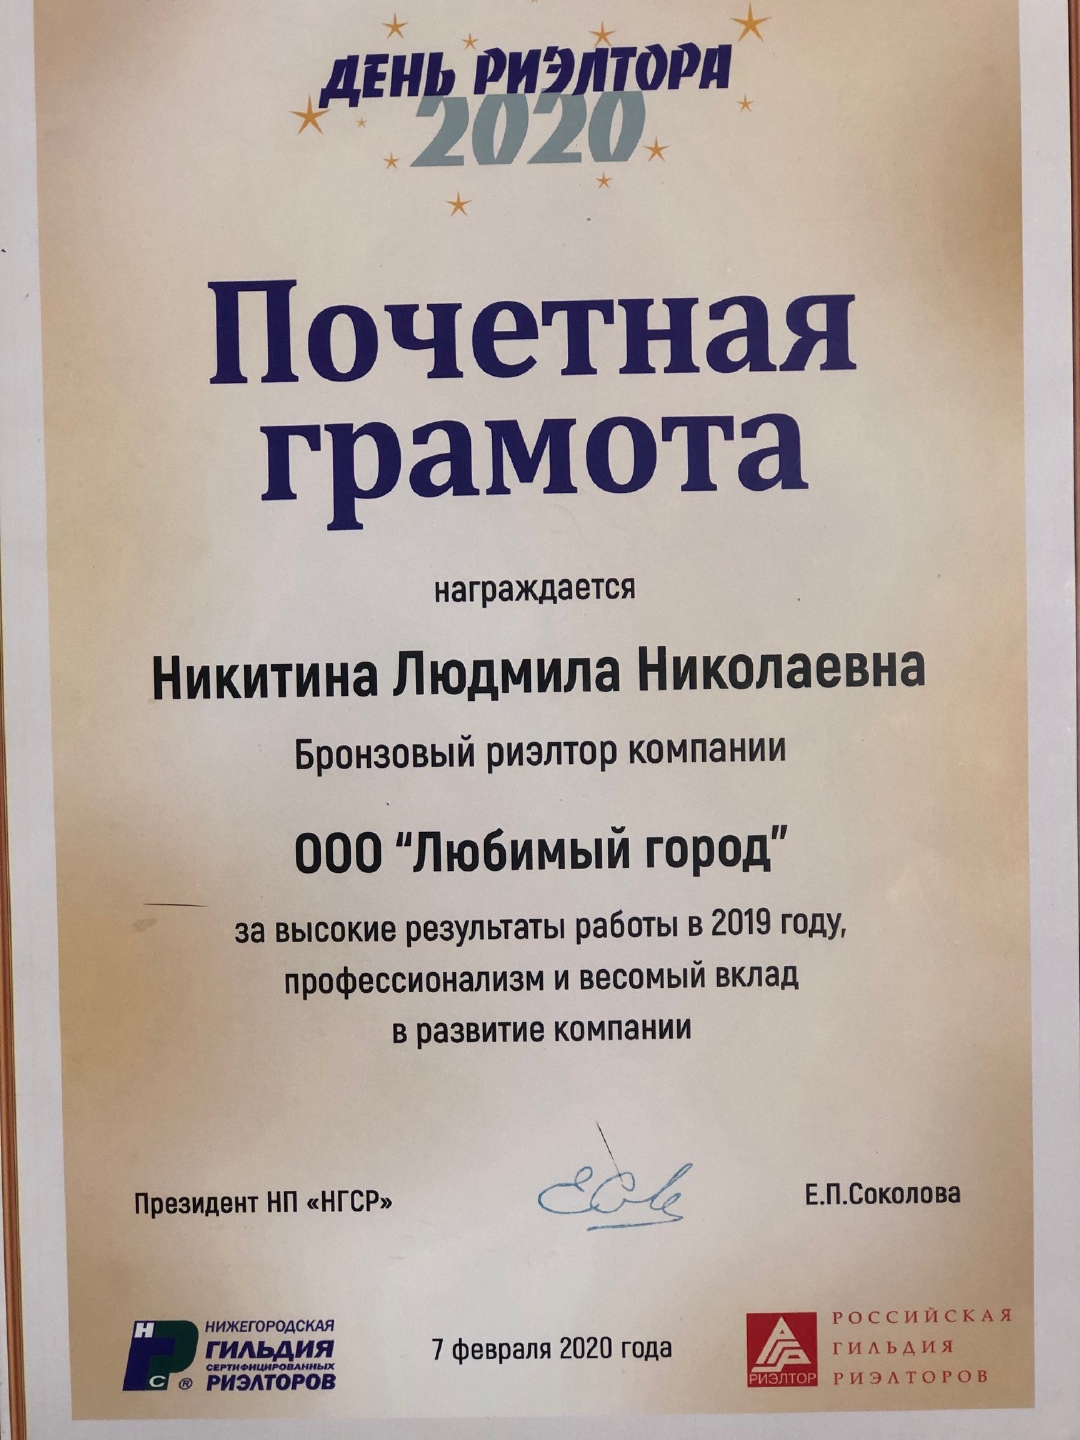 ДЕНЬ РИЭЛТОРА
2020
Почетная
грамота
награждается
Никитина Людмила Николаевна
Бронзовый риэлтор компании
ООО “Любимый город”
за высокие результаты работы в 2019 году,
профессионализм и весомый вклад
в развитие компании
Президент НП «НГСР»
Е.П.Соколова
НГРС ®
НИЖЕГОРОДСКАЯ
ГИЛЬДИЯ
СЕРТИФИЦИРОВАННЫХ
РИЭЛТОРОВ
7 февраля 2020 года
РИЭЛТОР
РОССИЙСКАЯ
ГИЛЬДИЯ
РИЭЛТОРОВ